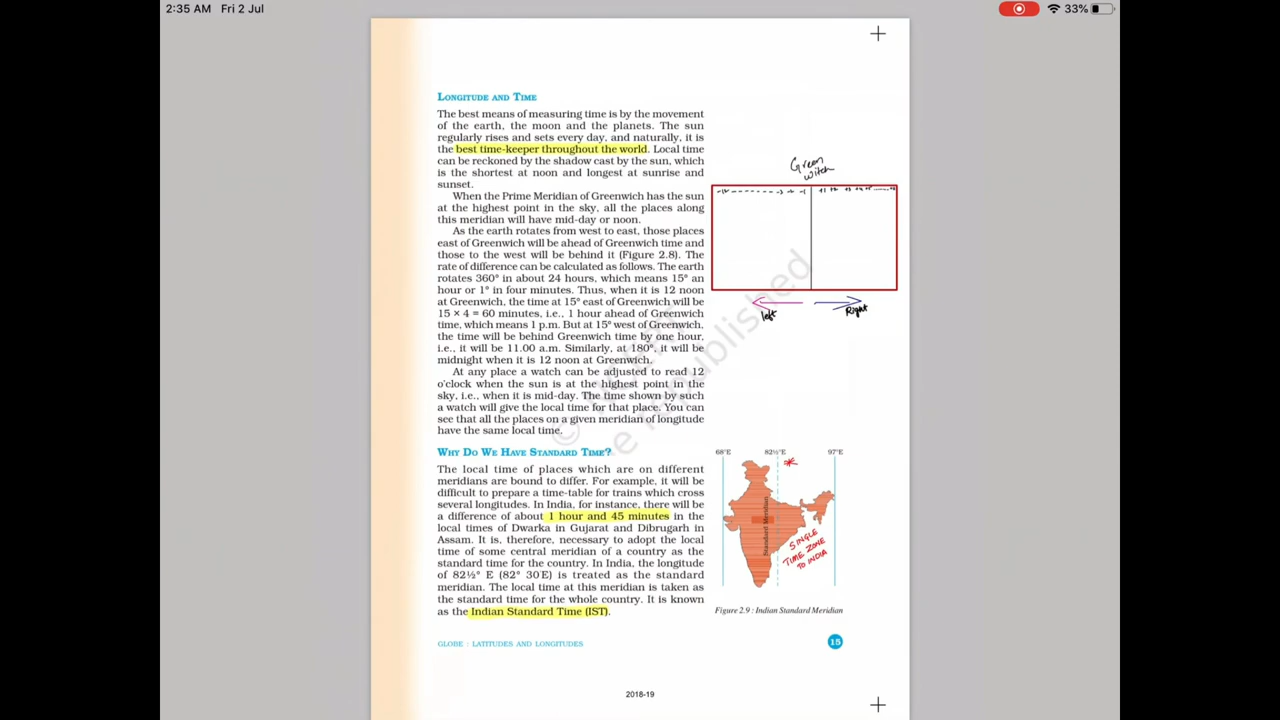 2:35 AM Fri 2 Jul
33%
LONGITUDE AND TIME
The best means of measuring time is by the movement
of the earth, the moon and the planets. The sun
regularly rises and sets every day, and naturally, it is
the best time-keeper throughout the world. Local time
can be reckoned by the shadow cast by the sun, which
is the shortest at noon and longest at sunrise and
sunset.
When the Prime Meridian of Greenwich has the sun
at the highest point in the sky, all the places along
this meridian will have mid-day or noon.
As the earth rotates from west to east, those places
east of Greenwich will be ahead of Greenwich time and
those to the west will be behind it (Figure 2.8). The
rate of difference can be calculated as follows. The earth
rotates 360° in about 24 hours, which means 15° an
hour or 1° in four minutes. Thus, when it is 12 noon
at Greenwich, the time at 15° east of Greenwich will be
15 × 4 = 60 minutes, i.e., 1 hour ahead of Greenwich
time, which means 1 p.m. But at 15° west of Greenwich,
the time will be behind Greenwich time by one hour,
i.e., it will be 11.00 a.m. Similarly, at 180°, it will be
midnight when it is 12 noon at Greenwich.
At any place a watch can be adjusted to read 12
o'clock when the sun is at the highest point in the
sky, i.e., when it is mid-day. The time shown by such
a watch will give the local time for that place. You can
see that all the places on a given meridian of longitude
have the same local time.
Green
witch
left
Right
WHY DO WE HAVE STANDARD TIME?
The local time of places which are on different
meridians are bound to differ. For example, it will be
difficult to prepare a time-table for trains which cross
several longitudes. In India, for instance, there will be
a difference of about 1 hour and 45 minutes in the
local times of Dwarka in Gujarat and Dibrugarh in
Assam. It is, therefore, necessary to adopt the local
time of some central meridian of a country as the
standard time for the country. In India, the longitude
of 82½° E (82° 30'E) is treated as the standard
meridian. The local time at this meridian is taken as
the standard time for the whole country. It is known
as the Indian Standard Time (IST).
68°E 82½°E 97°E
Standard Meridian
SINGLE
TIME ZONE
TO INDIA
Figure 2.9 : Indian Standard Meridian
GLOBE : LATITUDES AND LONGITUDES
15
2018-19